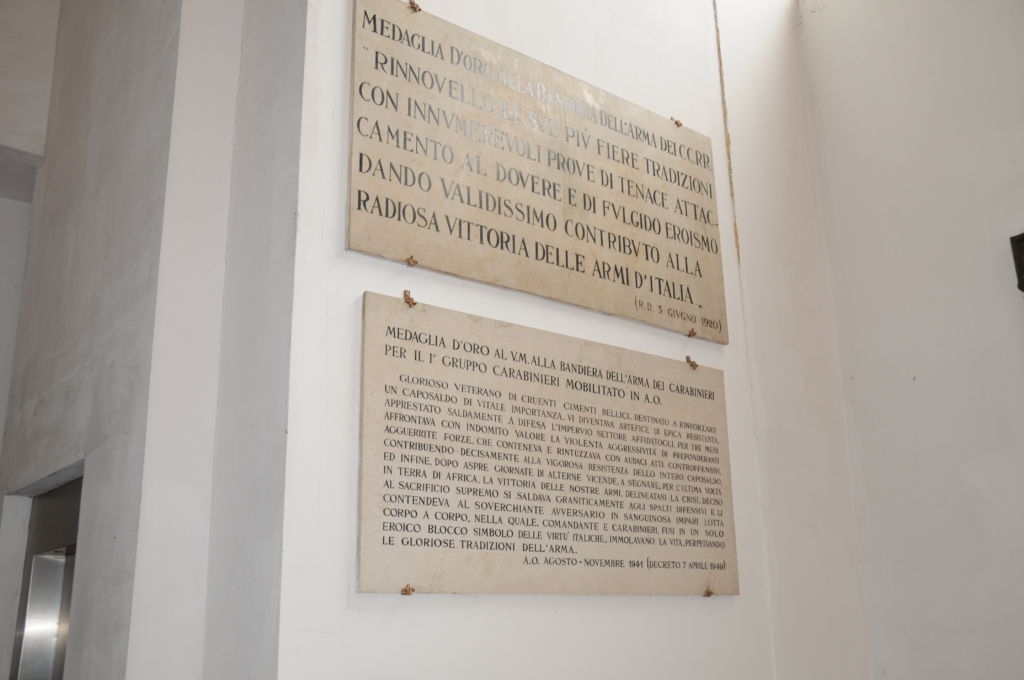 MEDAGLIA D'ORO ALLA BANDIERA DELL'ARMA DEI CCRR.
"RINNOVELLO LE SVE PIÙ FIERE TRADIZIONI
CON INNVMEREVOLI PROVE DI TENACE ATTAC-
CAMENTO AL DOVERE E DI FVLGIDO EROISMO
DANDO VALIDISSIMO CONTRIBVTO ALLA
RADIOSA VITTORIA DELLE ARMI D'ITALIA.„
(R.D. 5 GIVGNO 1920)
MEDAGLIA D'ORO AL V.M. ALLA BANDIERA DELL'ARMA DEI CARABINIERI
PER IL I° GRUPPO CARABINIERI MOBILITATO IN A.O.
GLORIOSO VETERANO DI CRUENTI CIMENTI BELLICI, DESTINATO A RINFORZARE
UN CAPOSALDO DI VITALE IMPORTANZA, VI DIVENTAVA ARTEFICE DI EPICA RESISTENZA.
APPRESTATO SALDAMENTE A DIFESA L'IMPERVIO SETTORE AFFIDATOGLI, PER TRE MESI
AFFRONTAVA CON INDOMITO VALORE LA VIOLENTA AGGRESSIVITÀ DI PREPONDERANTI
AGGUERRITE FORZE, CHE CONTENEVA E RINTUZZAVA CON AUDACI ATTI CONTROFFENSIVI,
CONTRIBUENDO DECISAMENTE ALLA VIGOROSA RESISTENZA DELLO INTERO CAPOSALDO,
ED INFINE, DOPO ASPRE GIORNATE DI ALTERNE VICENDE, A SEGNARE, PER L'ULTIMA VOLTA
IN TERRA DI AFRICA, LA VITTORIA DELLE NOSTRE ARMI. DELINEATASI LA CRISI, DECISO
AL SACRIFICIO SUPREMO SI SALDAVA GRANITICAMENTE AGLI SPALTI DIFENSIVI E LI
CONTENDEVA AL SOVERCHIANTE AVVERSARIO IN SANGUINOSA IMPARI LOTTA
CORPO A CORPO, NELLA QUALE, COMANDANTE E CARABINIERI, FUSI IN UN SOLO
EROICO BLOCCO SIMBOLO DELLE VIRTU' ITALICHE, IMMOLAVANO LA VITA, PERPETUANDO
LE GLORIOSE TRADIZIONI DELL'ARMA.
A.O. AGOSTO - NOVEMBRE 1941 (DECRETO 7 APRILE 1949)